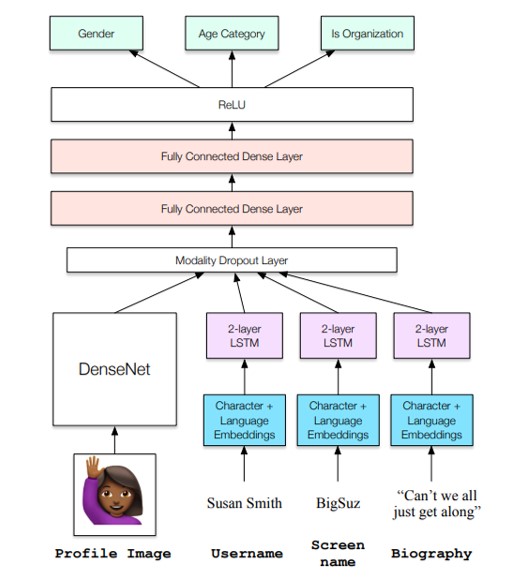 Gender
Age Category
Is Organization
ReLU
Fully Connected Dense Layer
Fully Connected Dense Layer
Modality Dropout Layer
DenseNet
2-layer
LSTM
2-layer
LSTM
2-layer
LSTM
Character +
Language
Embeddings
Character +
Language
Embeddings
Character +
Language
Embeddings
Susan Smith
BigSuz
“Can’t we all
just get along”
Profile Image
Username
Screen
name
Biography